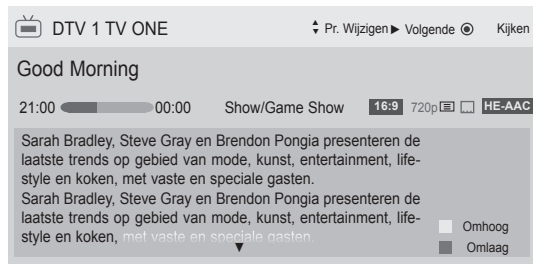 DTV 1 TV ONE Pr. Wijzigen Volgende Kijken
Good Morning
21:00 00:00 Show/Game Show 16:9 720p HE-AAC
Sarah Bradley, Steve Gray en Brendon Pongia presenteren de
laatste trends op gebied van mode, kunst, entertainment, life-
style en koken, met vaste en speciale gasten.
Sarah Bradley, Steve Gray en Brendon Pongia presenteren de
laatste trends op gebied van mode, kunst, entertainment, life-
style en koken, met vaste en speciale gasten.
Omhoog
Omlaag